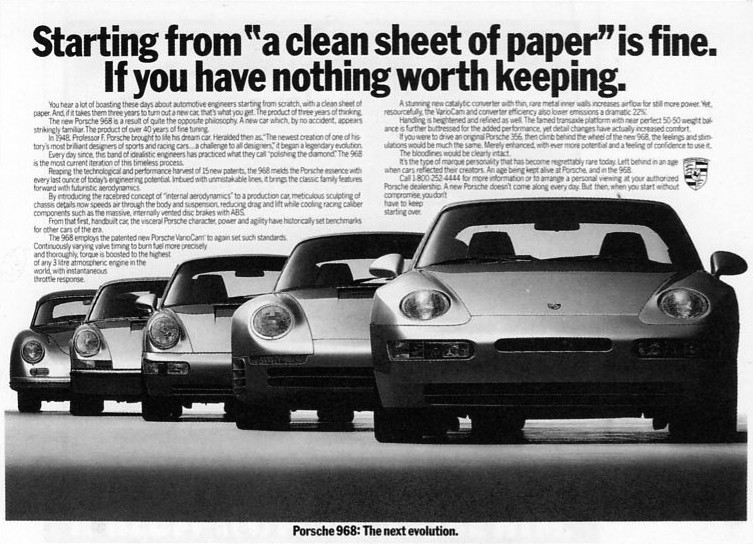 Starting from "a clean sheet of paper" is fine.
If you have nothing worth keeping.
You hear a lot of boasting these days about automotive engineers starting from scratch, with a clean sheet of
paper. And, if it takes them three years to turn out a new car, that's what you get. The product of three years of thinking.
The new Porsche 968 is a result of quite the opposite philosophy. A new car which, by no accident, appears
strikingly familiar. The product of over 40 years of fine tuning.
In 1948, Professor F. Porsche brought to life his dream car. Heralded then as, "The newest creation of one of his-
tory's most brilliant designers of sports and racing cars...a challenge to all designers," it began a legendary evolution.
Every day since, this band of idealistic engineers has practiced what they call "polishing the diamond." The 968
is the most current iteration of this timeless process.
Reaping the technological and performance harvest of 15 new patents, the 968 melds the Porsche essence with
every last ounce of today's engineering potential. Imbued with unmistakable lines, it brings the classic family features
forward with futuristic aerodynamics.
By introducing the racebred concept of "internal aerodynamics" to a production car, meticulous sculpting of
chassis details now speeds air through the body and suspension, reducing drag and lift while cooling racing caliber
components such as the massive, internally vented disc brakes with ABS.
From that first, handbuilt car, the visceral Porsche character, power and agility have historically set benchmarks
for other cars of the era.
The 968 employs the patented new Porsche VarioCam™ to again set such standards.
Continuously varying valve timing to burn fuel more precisely
and thoroughly, torque is boosted to the highest
of any 3 litre atmospheric engine in the
world, with instantaneous
throttle response.
A stunning new catalytic converter with thin, rare metal inner walls increases airflow for still more power. Yet,
resourcefully, the VarioCam and converter efficiency also lower emissions a dramatic 22%.
Handling is heightened and refined as well. The famed transaxle platform with near perfect 50-50 weight bal-
ance is further buttressed for the added performance, yet detail changes have actually increased comfort.
If you were to drive an original Porsche 356, then climb behind the wheel of the new 968, the feelings and stim-
ulations would be much the same. Merely enhanced, with ever more potential and a feeling of confidence to use it.
The bloodlines would be clearly intact.
It's the type of marque personality that has become regrettably rare today. Left behind in an age
when cars reflected their creators. An age being kept alive at Porsche, and in the 968.
Call 1-800-252-4444 for more information or to arrange a personal viewing at your authorized
Porsche dealership. A new Porsche doesn't come along every day. But then, when you start without
compromise, you don't
have to keep
starting over.
Porsche 968: The next evolution.